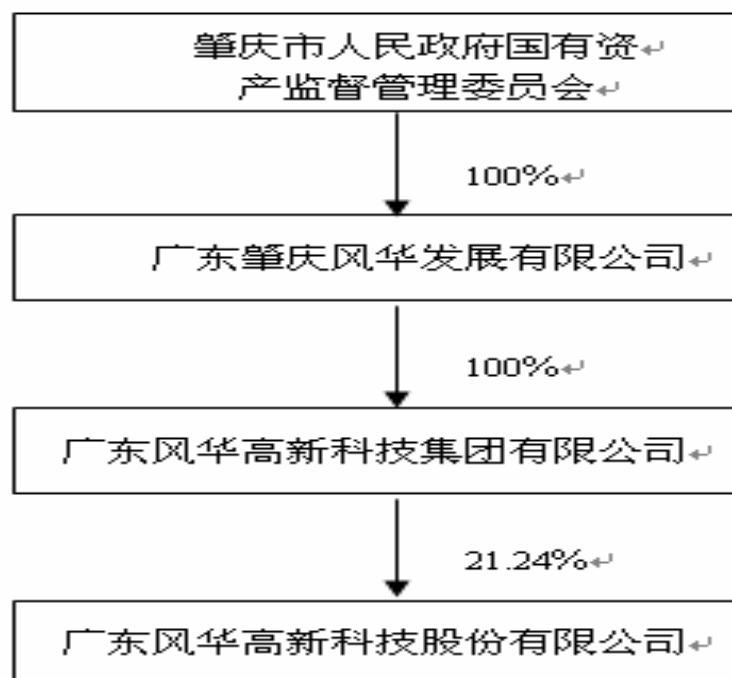 肇庆市人民政府国有资↵
产监督管理委员会↵
100%↵
广东肇庆风华发展有限公司↵
100%↵
广东风华高新科技集团有限公司↵
21.24%↵
广东风华高新科技股份有限公司↵